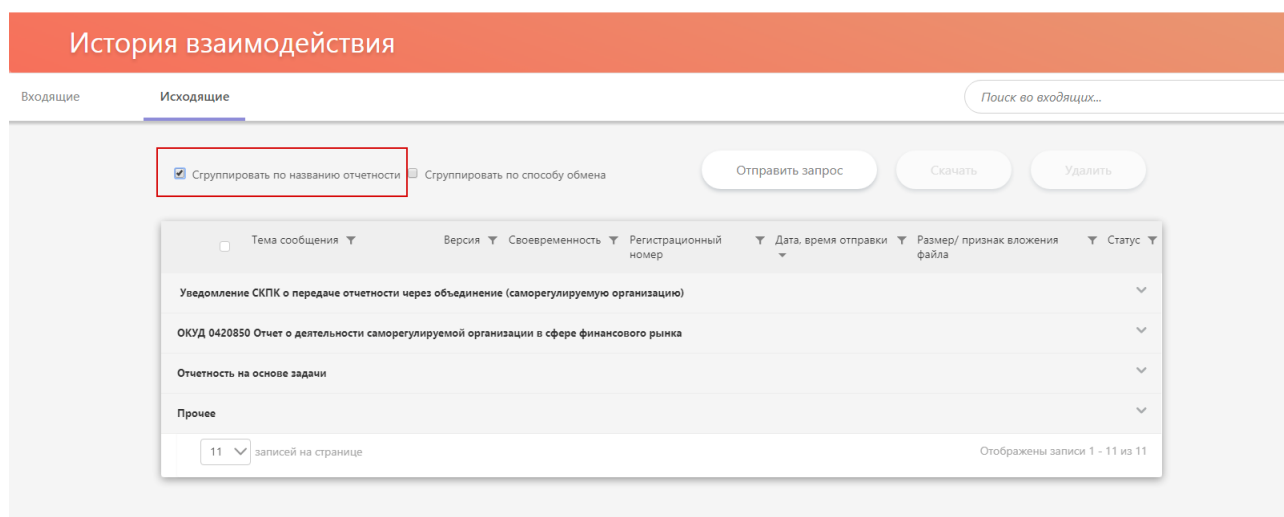 История взаимодействия
Входящие Исходящие Поиск во входящих...
Сгруппировать по названию отчетности Сгруппировать по способу обмена Отправить запрос Скачать Удалить
Тема сообщения Версия Своевременность Регистрационный номер Дата, время отправки Размер/ признак вложения файла Статус
Уведомление СКПК о передаче отчетности через объединение (саморегулируемую организацию)
ОКУД 0420850 Отчет о деятельности саморегулируемой организации в сфере финансового рынка
Отчетность на основе задачи
Прочее
11 записей на странице Отображены записи 1 - 11 из 11